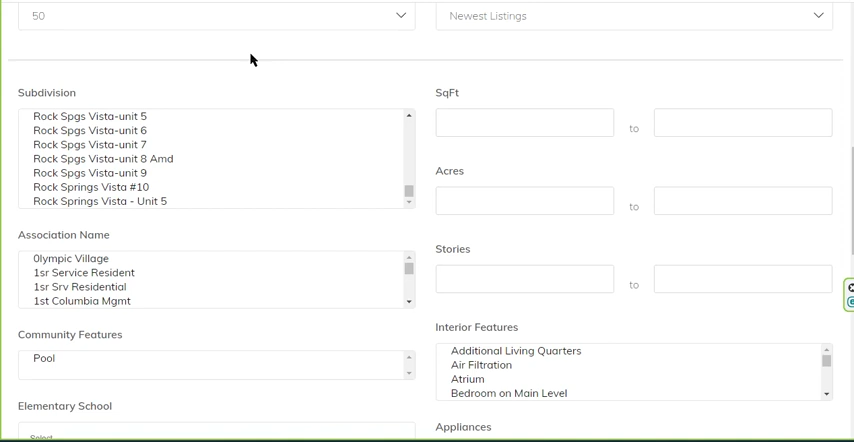 50
Newest Listings
Subdivision
Rock Spgs Vista-unit 5
Rock Spgs Vista-unit 6
Rock Spgs Vista-unit 7
Rock Spgs Vista-unit 8 Amd
Rock Spgs Vista-unit 9
Rock Springs Vista #10
Rock Springs Vista - Unit 5
Association Name
0lympic Village
1sr Service Resident
1sr Srv Residential
1st Columbia Mgmt
Community Features
Pool
Elementary School
Select
SqFt
to
Acres
to
Stories
to
Interior Features
Additional Living Quarters
Air Filtration
Atrium
Bedroom on Main Level
Appliances